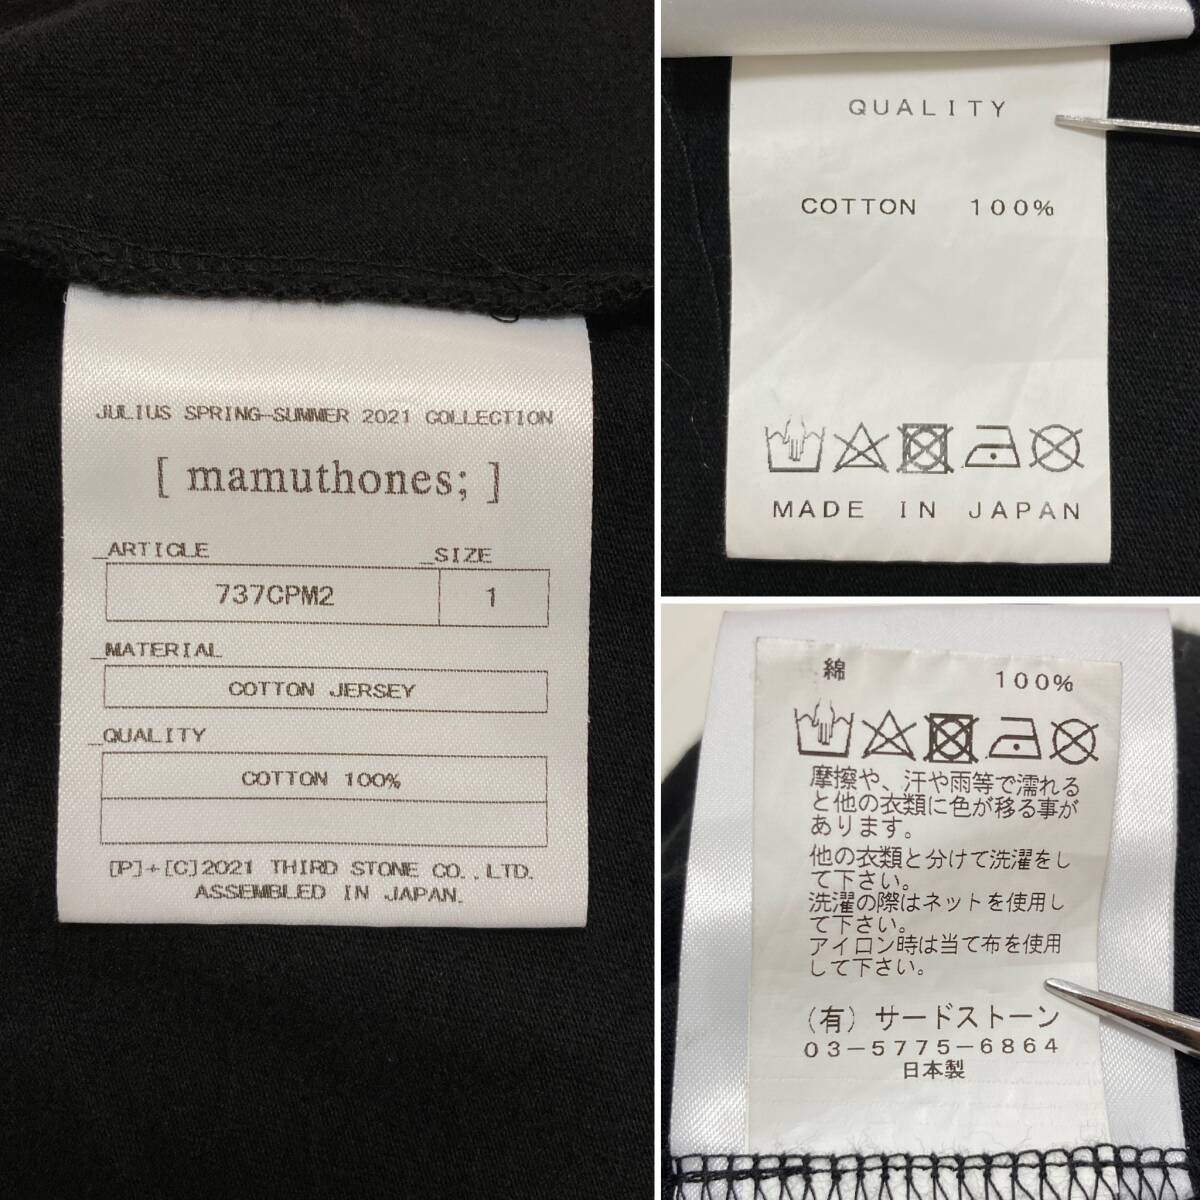 JULIUS SPRING-SUMMER 2021 COLLECTION
[ mamuthones; ]
_ARTICLE
_SIZE
737CPM2
1
_MATERIAL
COTTON JERSEY
_QUALITY
COTTON 100%
[P]+[C]2021 THIRD STONE CO.,LTD.
ASSEMBLED IN JAPAN.
QUALITY
COTTON 100%
MADE IN JAPAN
綿 100%
摩擦や、汗や雨等で濡れる
と他の衣類に色が移る事が
あります。
他の衣類と分けて洗濯をし
て下さい。
洗濯の際はネットを使用し
て下さい。
アイロン時は当て布を使用
して下さい。
(有) サードストーン
03-5775-6864
日本製